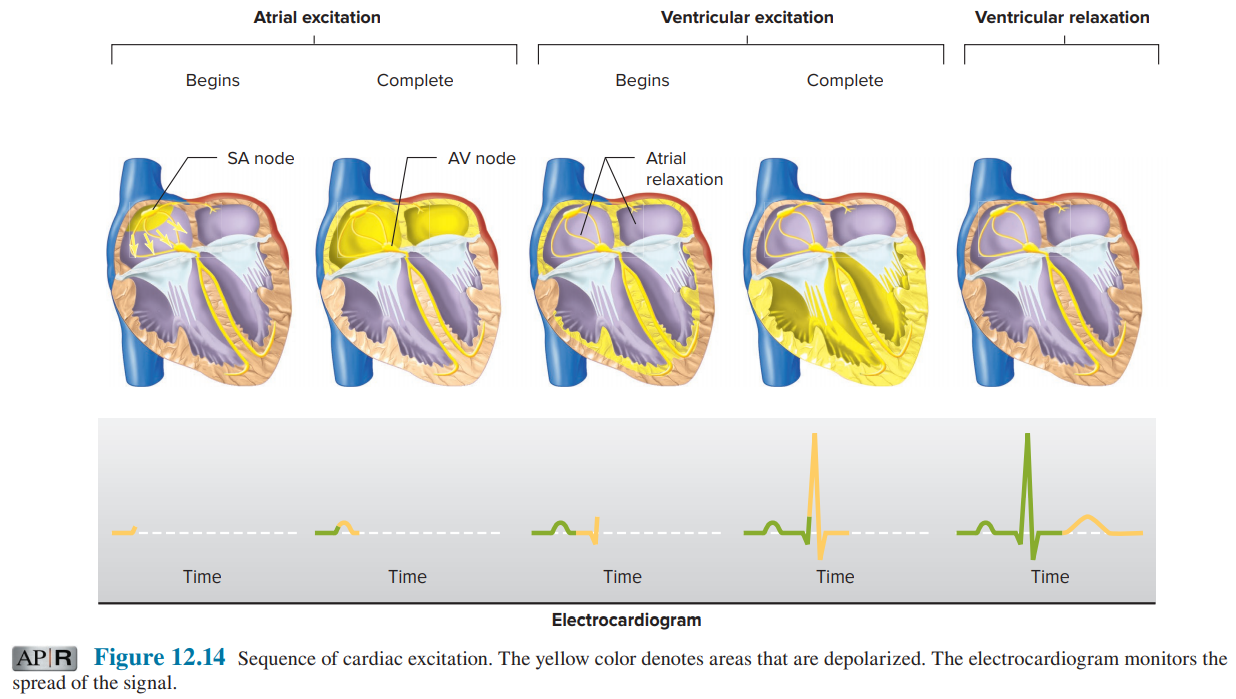 Atrial excitation
Ventricular excitation
Ventricular relaxation
Begins
Complete
Begins
Complete
SA node
AV node
Atrial
relaxation
Time
Time
Time
Time
Time
Electrocardiogram
AP|R Figure 12.14 Sequence of cardiac excitation. The yellow color denotes areas that are depolarized. The electrocardiogram monitors the
spread of the signal.